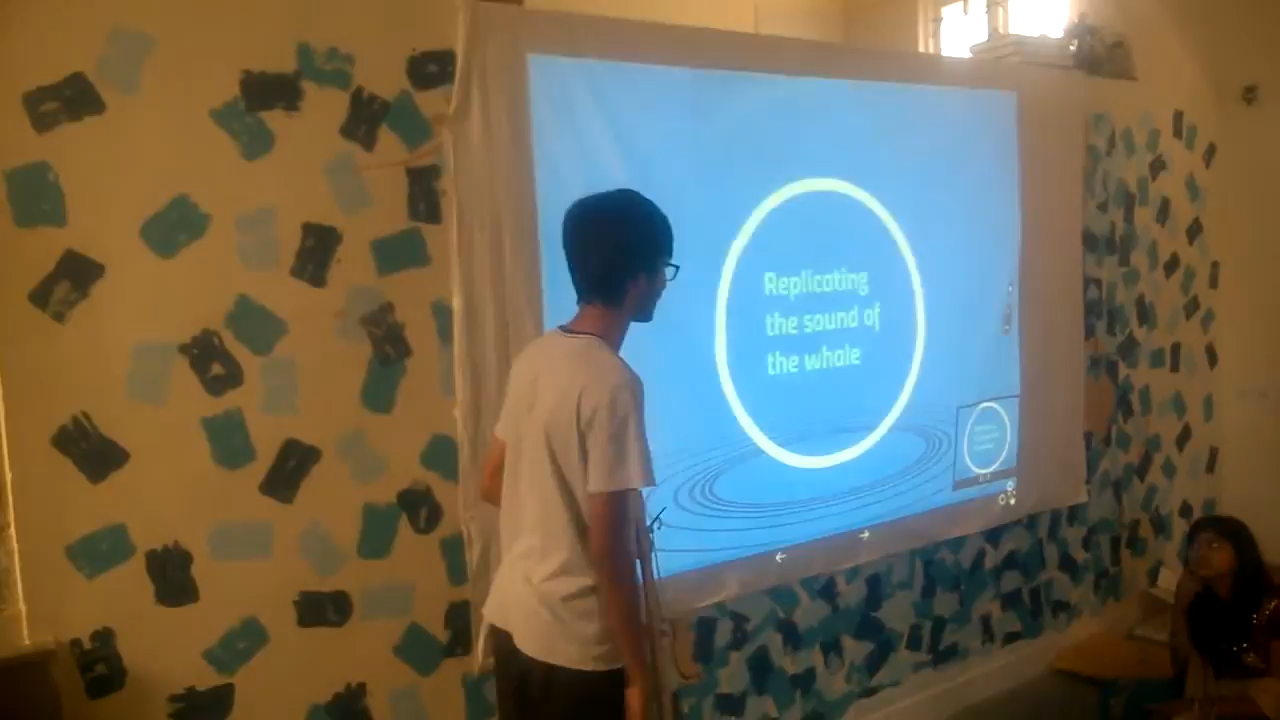 Replicating
the sound of
the whale